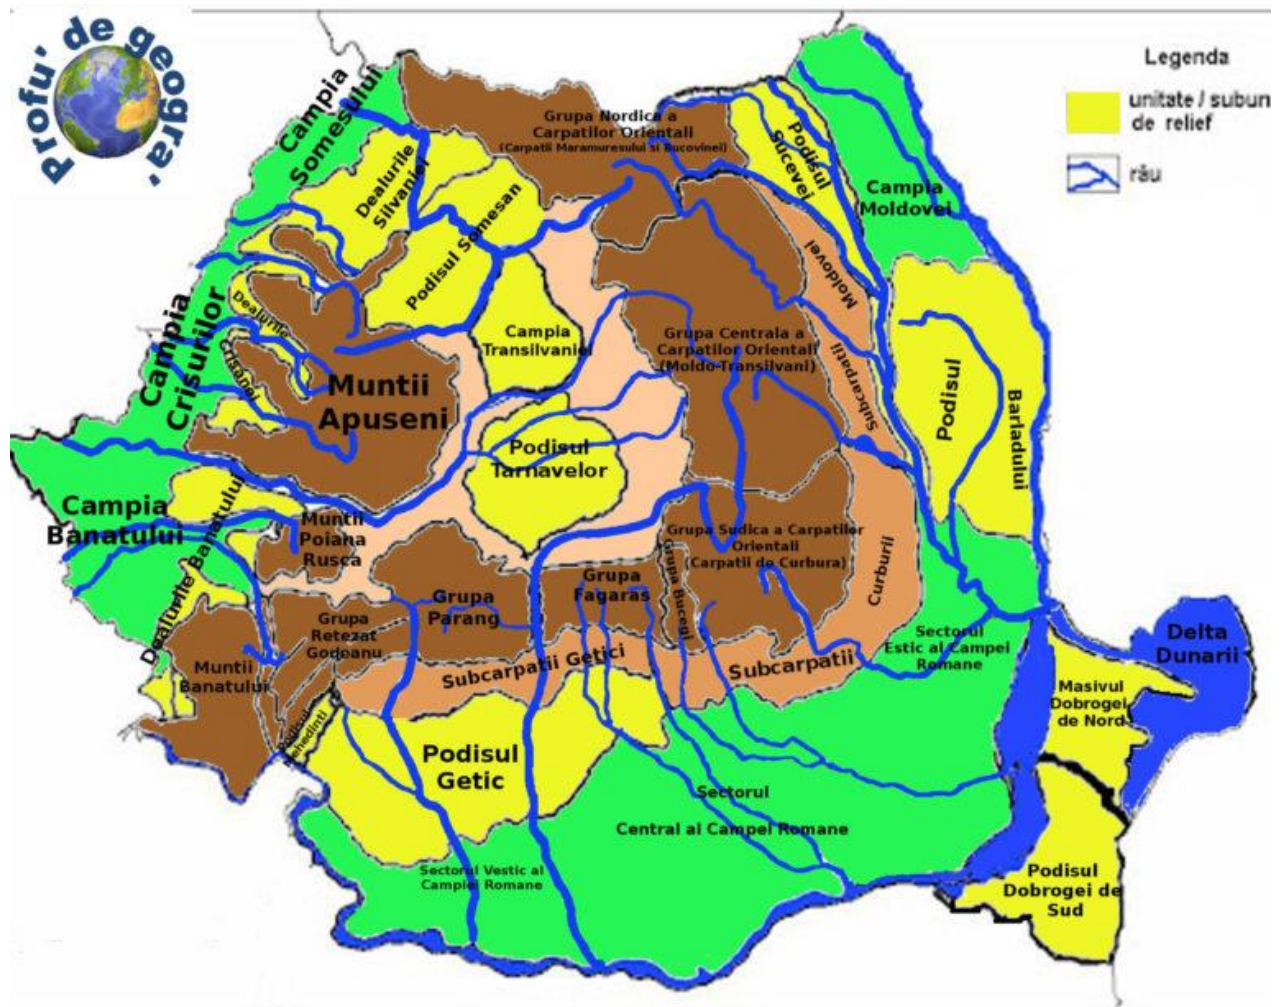 Profu' de geogra'
Legenda
unitate / subun
de relief
râu
Campia
Somesului
Grupa Nordica a
Carpatilor Orientali
(Carpatii Maramuresului si Bucovinei)
Podisul
Sucevei
Campia
Moldovei
Dealurile
Silvaniei
Podisul Somesan
Subcarpatii
Moldovei
Campia
Crisurilor
Dealurile
Crisanei
Campia
Transilvaniei
Grupa Centrala a
Carpatilor Orientali
(Moldo-Transilvani)
Muntii
Apuseni
Podisul
Barladului
Podisul
Tarnavelor
Campia
Banatului
Dealurile Banatului
Muntii
Poiana
Rusca
Grupa Sudica a Carpatilor
Orientali
(Carpatii de Curbura)
Grupa
Fagaras
Grupa Bucegi
Grupa
Parang
Grupa
Retezat
Godeanu
Muntii
Banatului
Subcarpatii Getici
Subcarpatii
Curburii
Sectorul
Estic al Campei
Romane
Delta
Dunarii
Masivul
Dobrogei
de Nord
Podisul
Mehedinti
Podisul
Getic
Sectorul
Central al Campei Romane
Sectorul Vestic al
Campiei Romane
Podisul
Dobrogei de
Sud